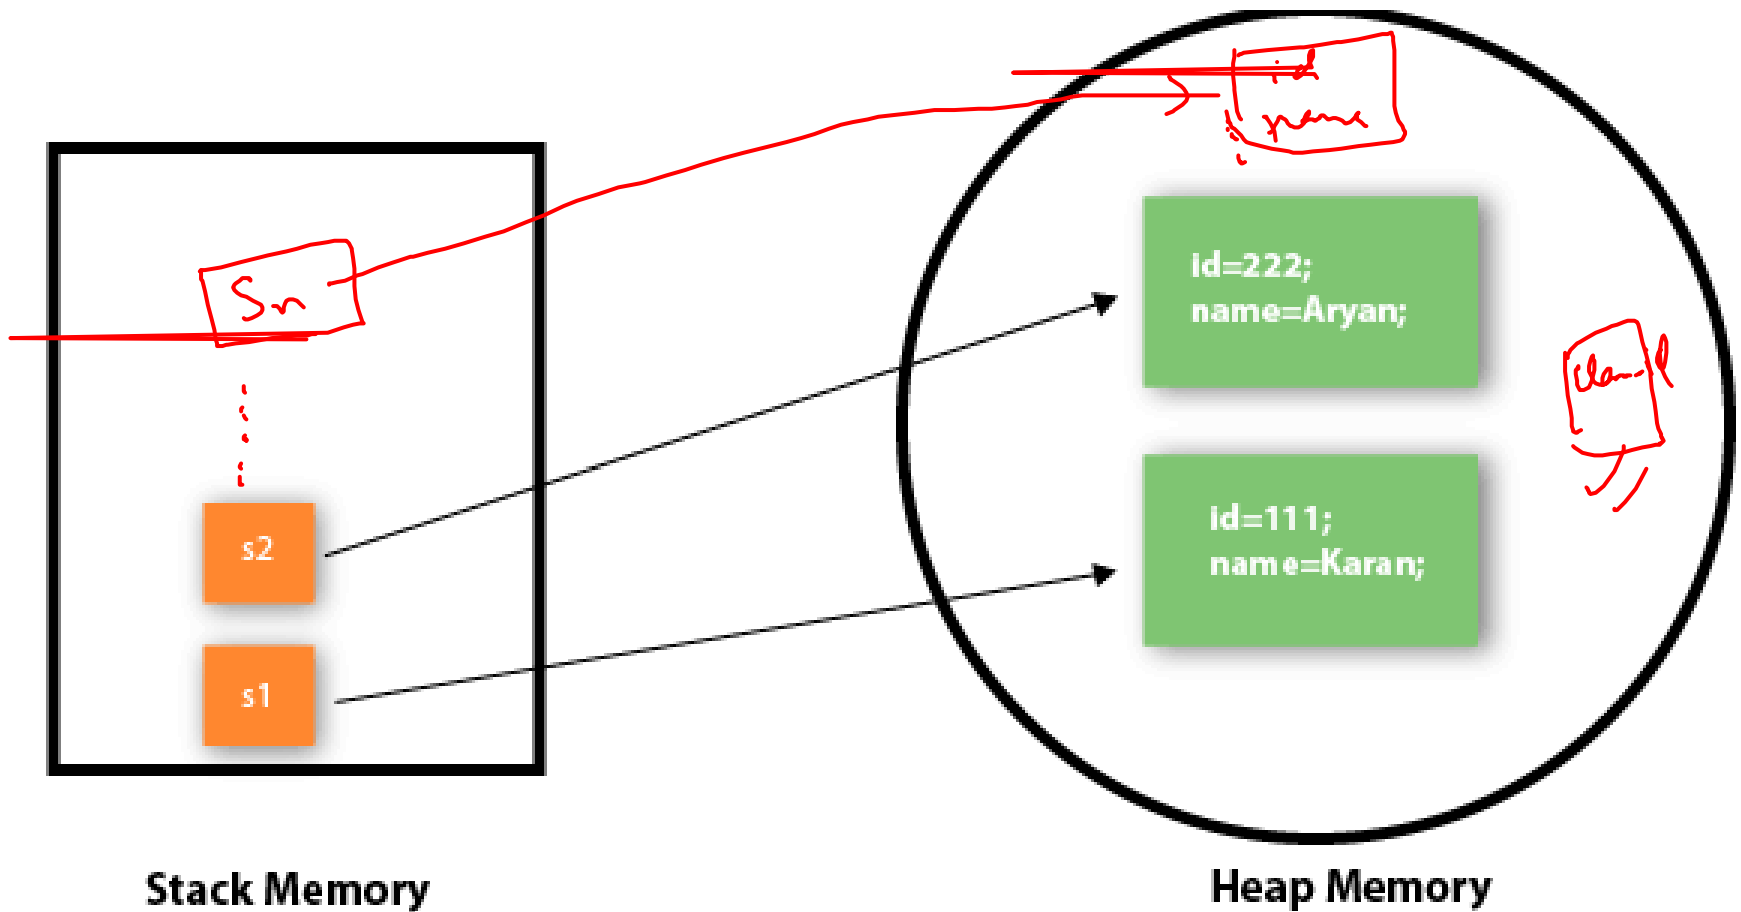 id
name
Sn
id=222;
name=Aryan;
s2
id=111;
name=Karan;
s1
Stack Memory
Heap Memory